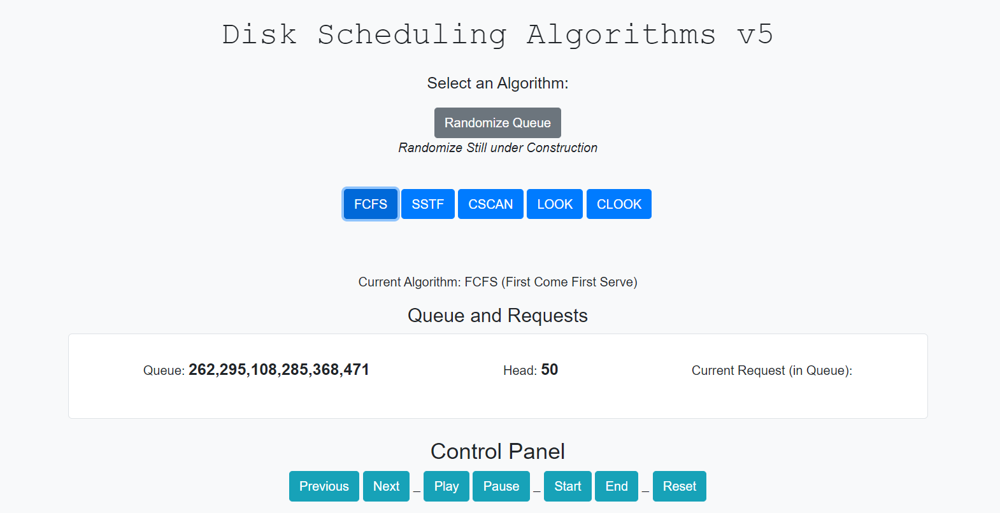 Disk Scheduling Algorithms v5
Select an Algorithm:
Randomize Queue
Randomize Still under Construction
FCFS SSTF CSCAN LOOK CLOOK
Current Algorithm: FCFS (First Come First Serve)
Queue and Requests
Queue: 262,295,108,285,368,471 Head: 50 Current Request (in Queue):
Control Panel
Previous Next _ Play Pause _ Start End _ Reset